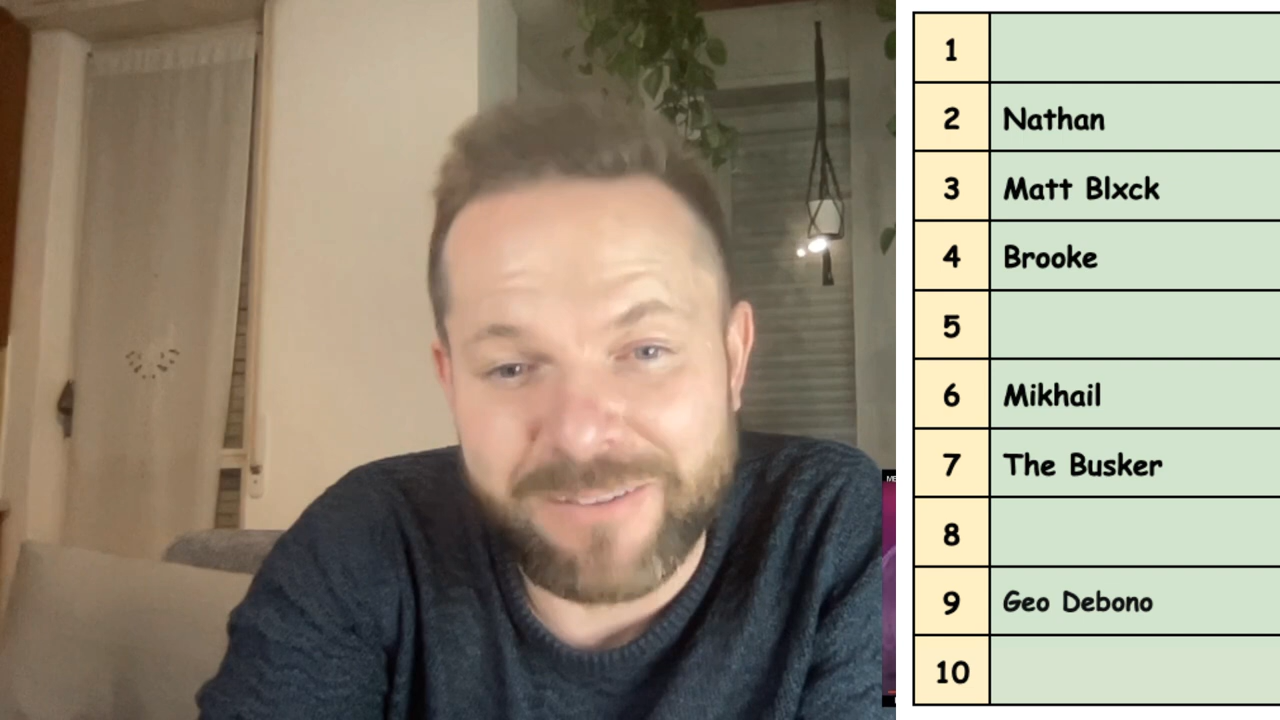 1
2 Nathan
3 Matt Blxck
4 Brooke
5
6 Mikhail
7 The Busker
8
9 Geo Debono
10